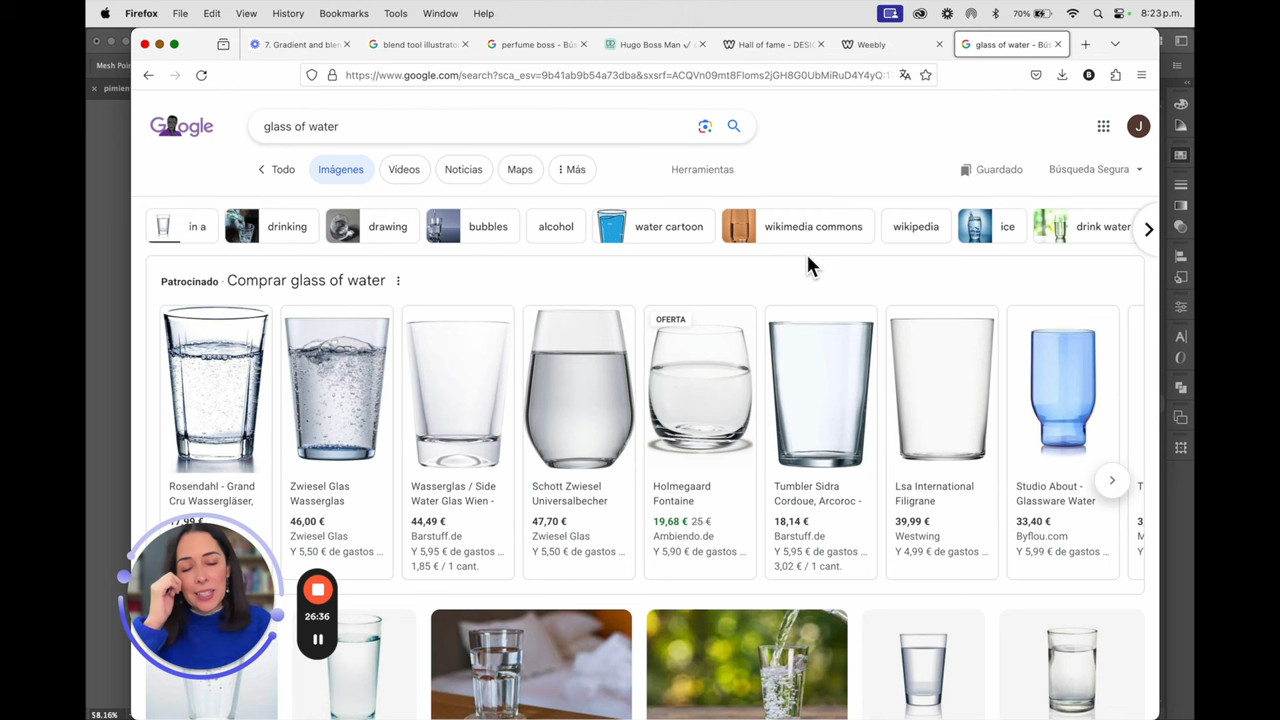 Firefox File Edit View History Bookmarks Tools Window Help 70% 8:23 p.m.
7. Gradient and ble blend tool illustrato perfume boss - Bús Hugo Boss Man Hall of fame - DESI Weebly glass of water - Bús
Mesh Poi
https://www.google.com/search?sca_esv=9b41ab9b54a73dba&sxsrf=
pimien
Google glass of water J
Todo Imágenes Vídeos Noticias Maps Más Herramientas Guardado Búsqueda Segura
in a drinking drawing bubbles alcohol water cartoon wikimedia commons wikipedia ice drink water
Patrocinado · Comprar glass of water
OFERTA
Rosendahl - Grand Zwiesel Glas Wasserglas / Side Schott Zwiesel Holmegaard Tumbler Sidra Lsa International Studio About -
Cru Wassergläser, Wasserglas Water Glas Wien - Universalbecher Fontaine Cordoue, Arcoroc - Filigrane Glassware Water
17,99 € 46,00 € 44,49 € 47,70 € 19,68 € 25 € 18,14 € 39,99 € 33,40 €
Zwiesel Glas Barstuff.de Zwiesel Glas Ambiendo.de Barstuff.de Westwing Byflou.com
Y 5,50 € de gastos ... Y 5,95 € de gastos ... Y 5,50 € de gastos ... Y 5,90 € de gastos ... Y 5,95 € de gastos ... Y 4,99 € de gastos ... Y 5,99 € de gastos ...
1,85 € / 1 cant. 3,02 € / 1 cant.
26:36
58.16%